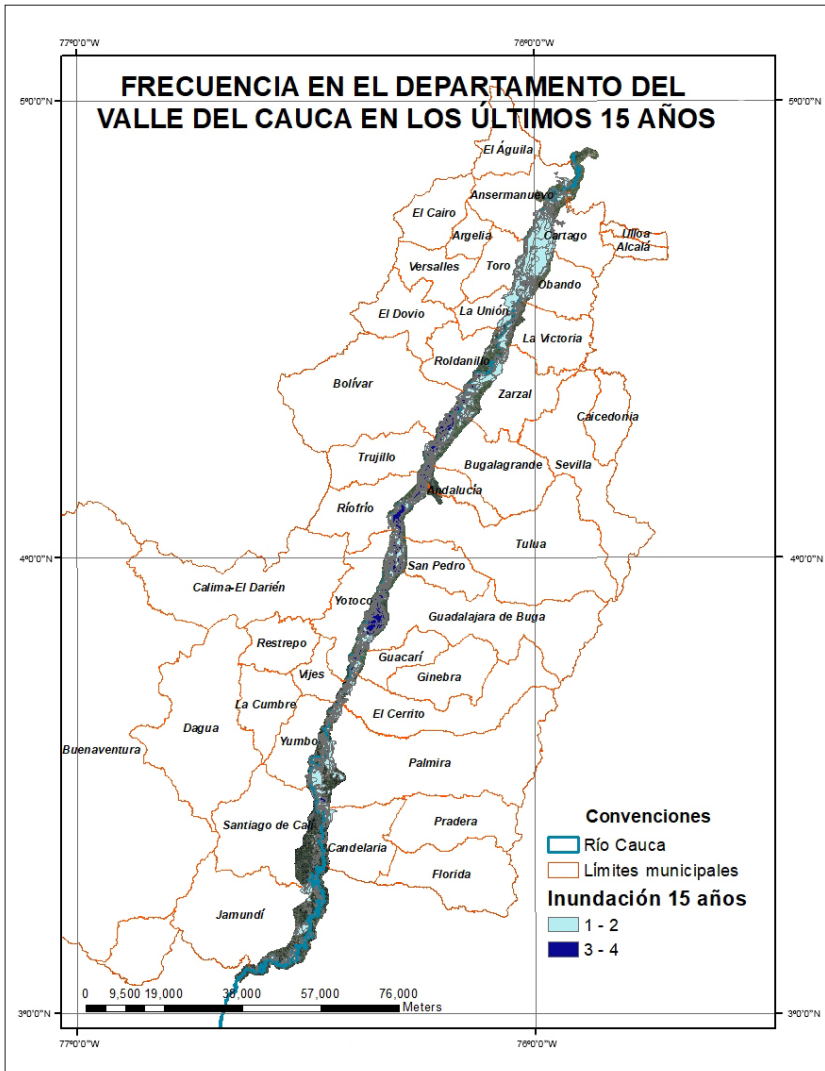 77°0'0"W
76°0'0"W
FRECUENCIA EN EL DEPARTAMENTO DEL
VALLE DEL CAUCA EN LOS ÚLTIMOS 15 AÑOS
5°0'0"N
5°0'0"N
El Águila
Ansermanuevo
El Cairo
Argelia
Cartago
Ulloa
Alcalá
Versalles
Toro
Obando
El Dovio
La Unión
La Victoria
Roldanillo
Bolívar
Zarzal
Caicedonia
Trujillo
Bugalagrande
Sevilla
Andalucía
Ríofrío
Tulua
4°0'0"N
4°0'0"N
San Pedro
Calima-El Darién
Yotoco
Guadalajara de Buga
Restrepo
Guacarí
Vijes
Ginebra
La Cumbre
El Cerrito
Dagua
Buenaventura
Yumbo
Palmira
Santiago de Cali
Pradera
Candelaria
Florida
Jamundí
Convenciones
Río Cauca
Límites municipales
Inundación 15 años
1 - 2
3 - 4
0 9,500 19,000 38,000 57,000 76,000
Meters
3°0'0"N
3°0'0"N
77°0'0"W
76°0'0"W